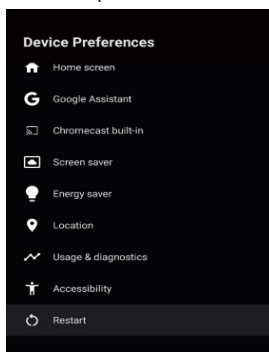 Device Preferences
Home screen
Google Assistant
Chromecast built-in
Screen saver
Energy saver
Location
Usage & diagnostics
Accessibility
Restart